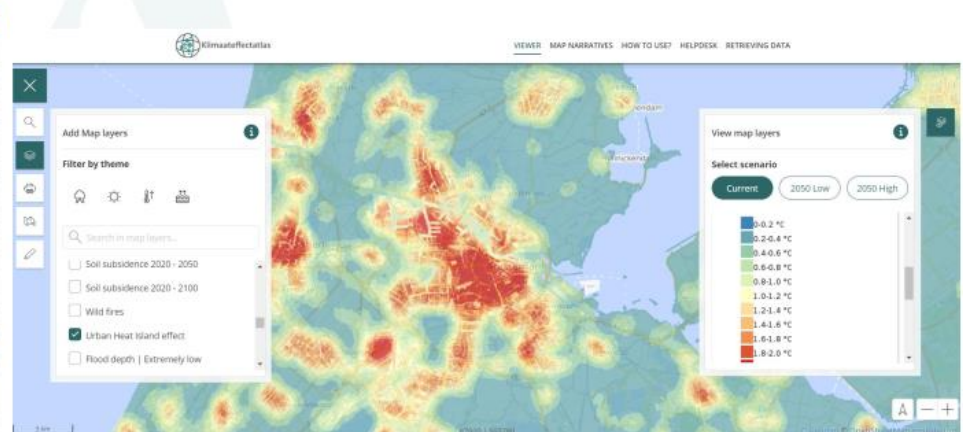 Klimaateffectatlas
VIEWER MAP NARRATIVES HOW TO USE? HELPDESK RETRIEVING DATA
Add Map layers
Filter by theme
Search in map layers...
Soil subsidence 2020 - 2050
Soil subsidence 2020 - 2100
Wild fires
Urban Heat Island effect
Flood depth | Extremely low
View map layers
Select scenario
Current 2050 Low 2050 High
0-0.2 °C
0.2-0.4 °C
0.4-0.6 °C
0.6-0.8 °C
0.8-1.0 °C
1.0-1.2 °C
1.2-1.4 °C
1.4-1.6 °C
1.6-1.8 °C
1.8-2.0 °C